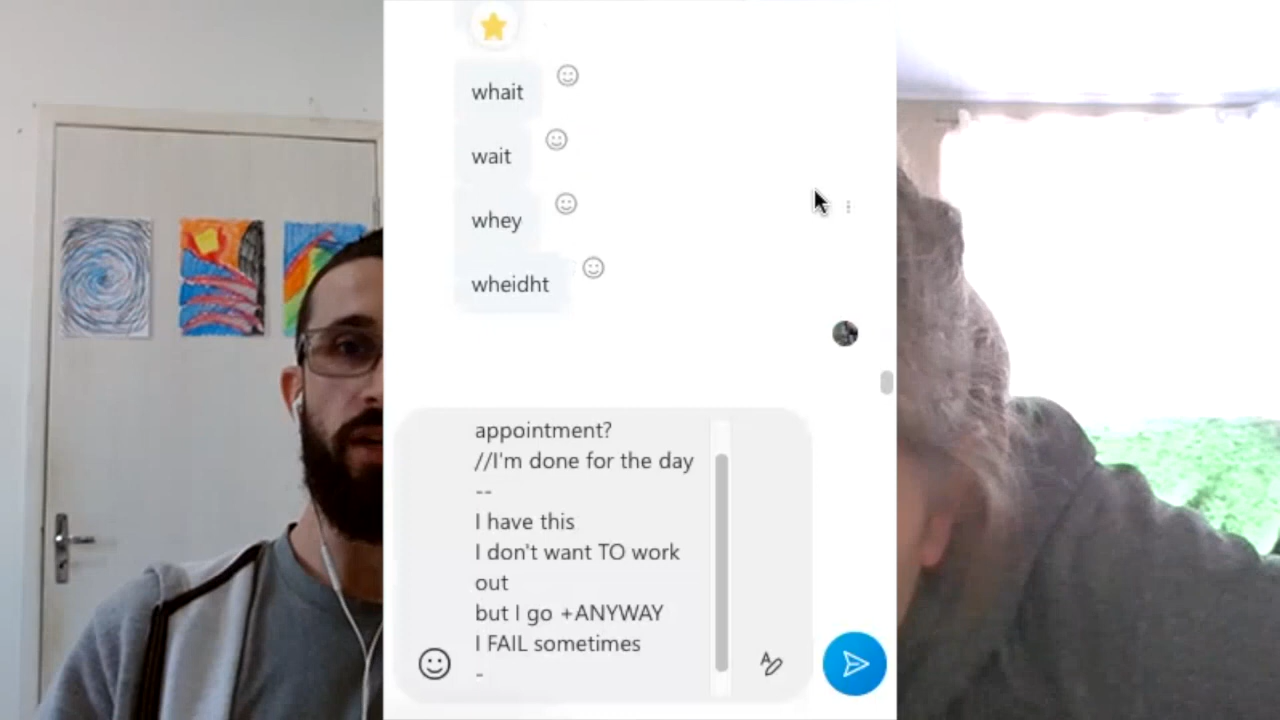 whait
wait
whey
wheidht
appointment?
//I'm done for the day
--
I have this
I don't want TO work
out
but I go +ANYWAY
I FAIL sometimes
-